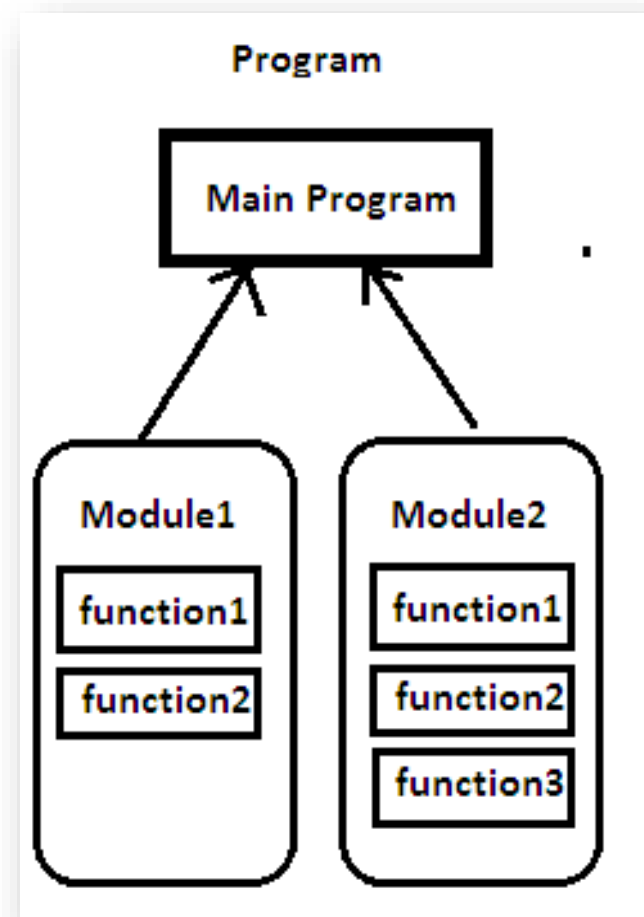 Program
Main Program
Module1
function1
function2
Module2
function1
function2
function3